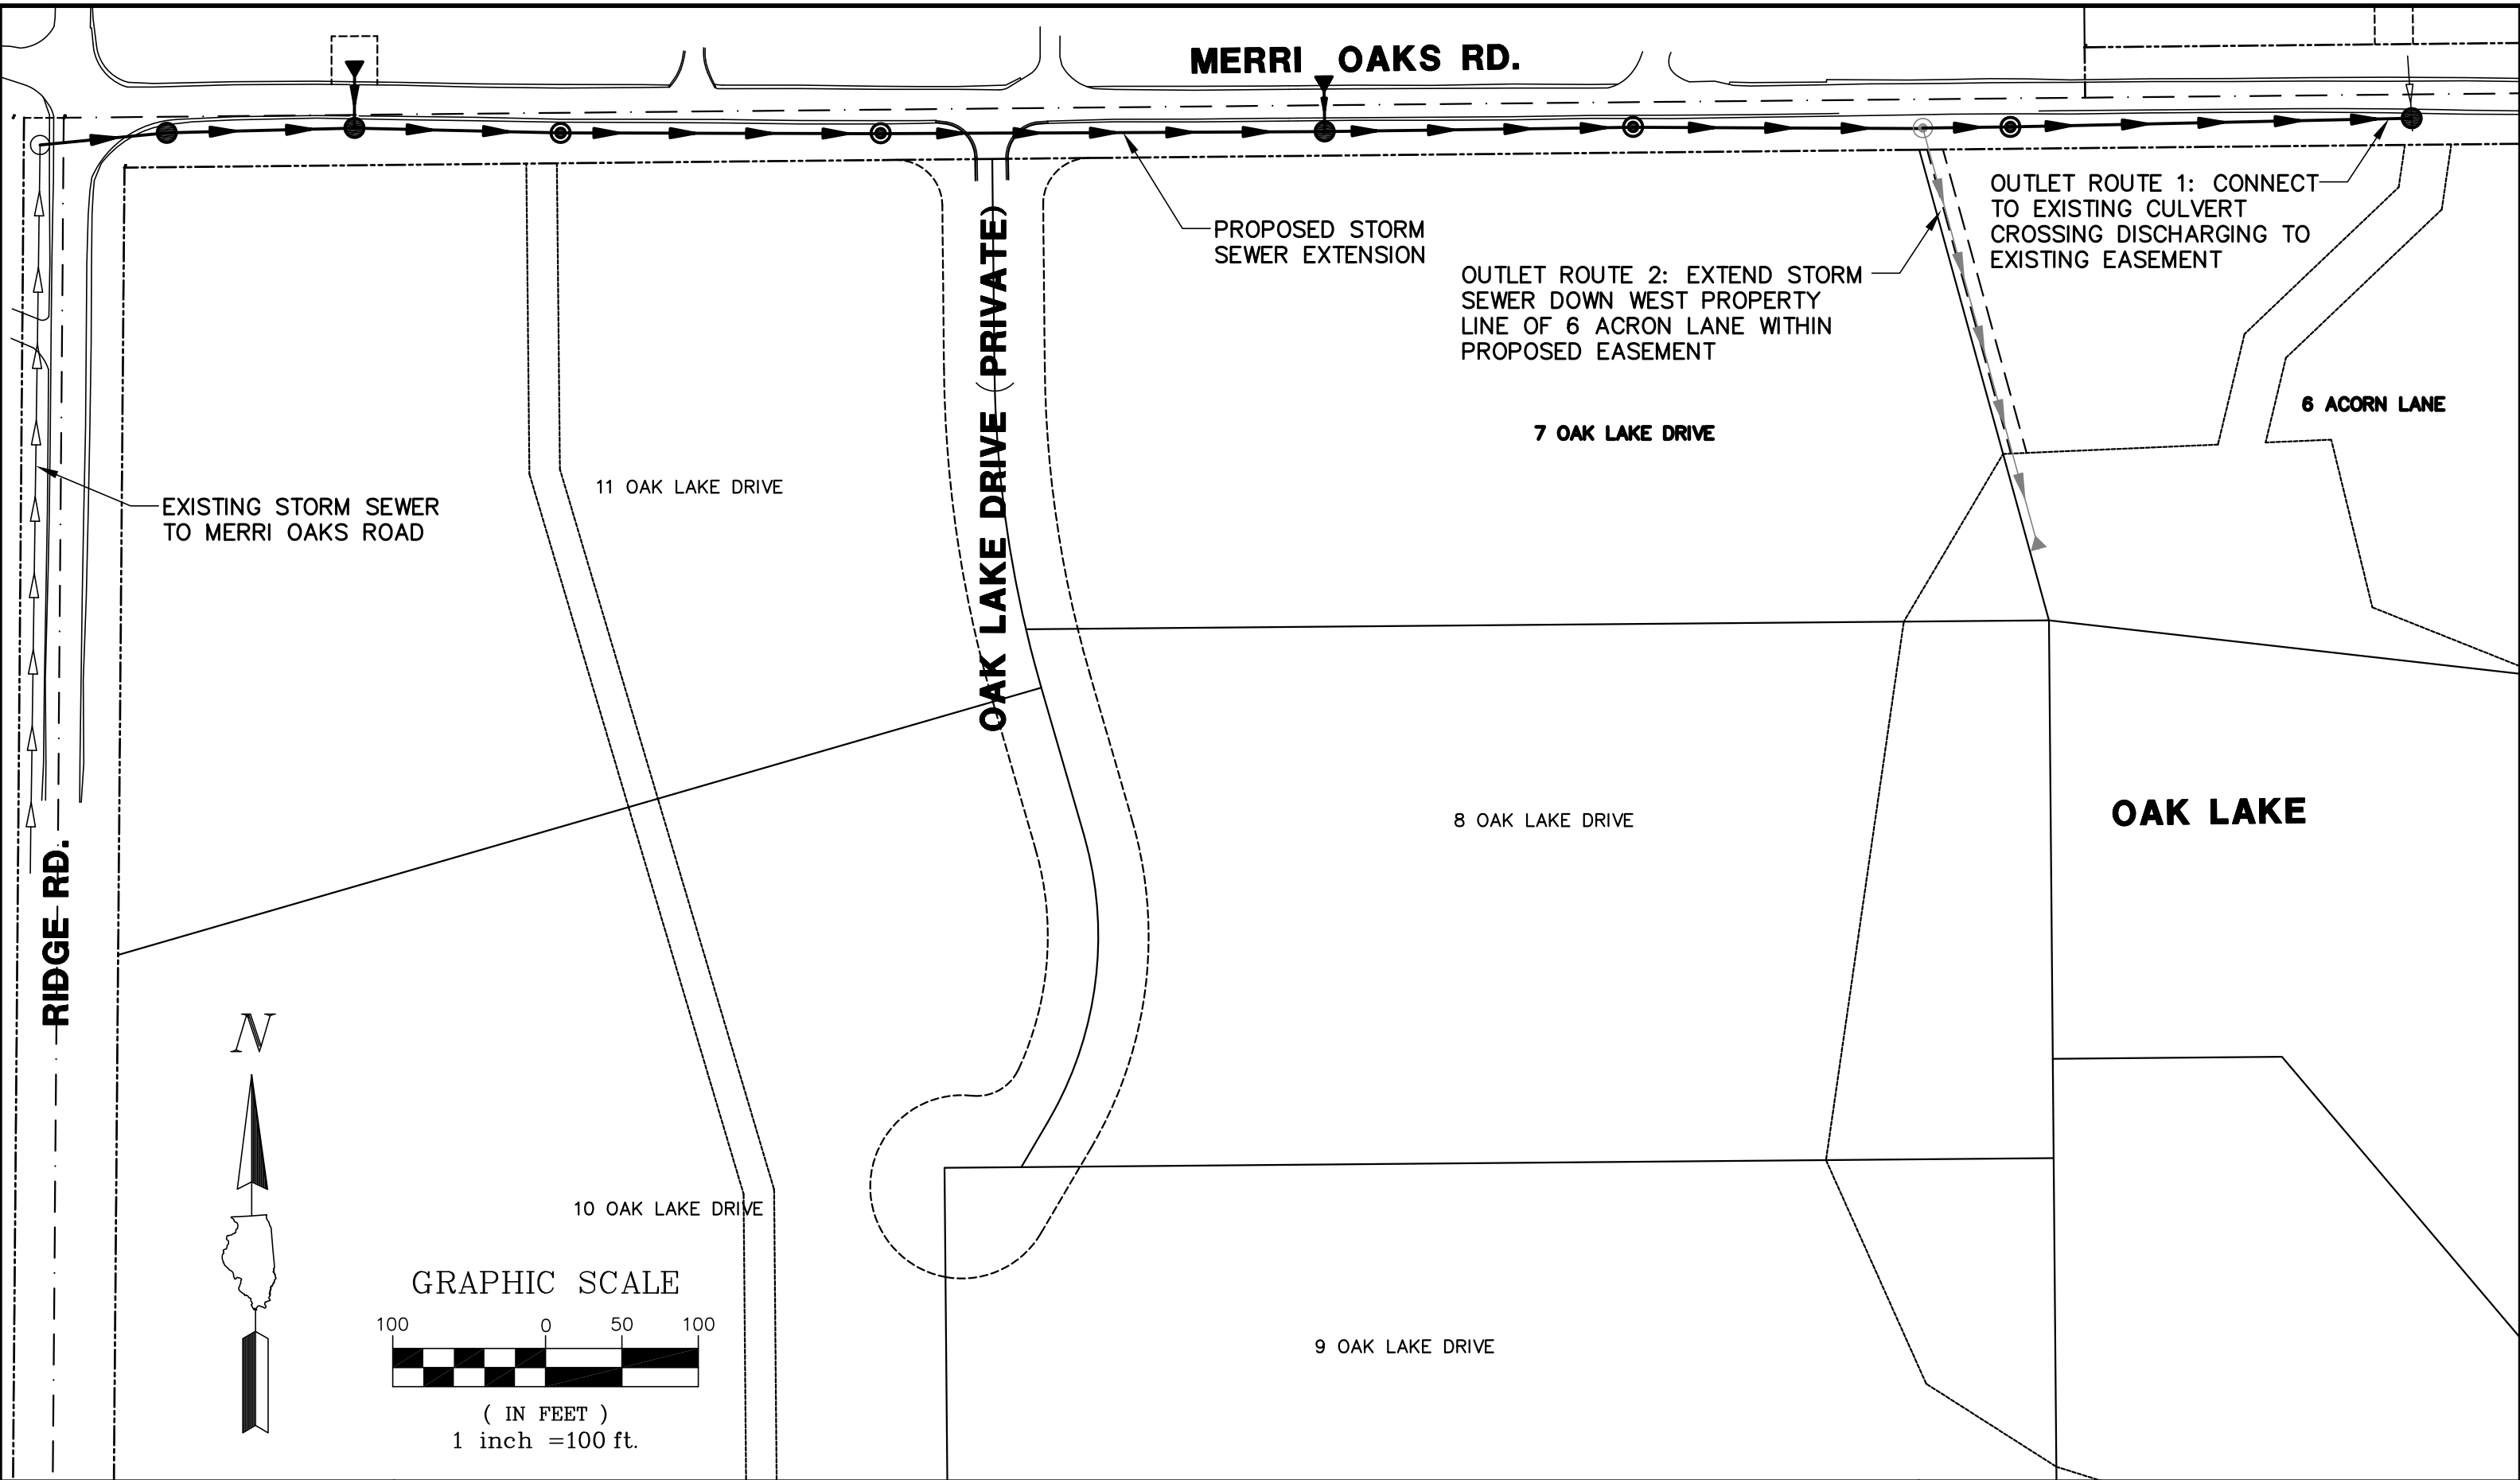 MERRI OAKS RD.
OUTLET ROUTE 1: CONNECT
TO EXISTING CULVERT
CROSSING DISCHARGING TO
EXISTING EASEMENT
PROPOSED STORM
SEWER EXTENSION
OUTLET ROUTE 2: EXTEND STORM
SEWER DOWN WEST PROPERTY
LINE OF 6 ACRON LANE WITHIN
PROPOSED EASEMENT
OAK LAKE DRIVE PRIVATE)
6 ACORN LANE
7 OAK LAKE DRIVE
11 OAK LAKE DRIVE
EXISTING STORM SEWER
TO MERRI OAKS ROAD
8 OAK LAKE DRIVE
OAK LAKE
RIDGE RD.
N
10 OAK LAKE DRIVE
GRAPHIC SCALE
100 0 50 100
( IN FEET )
1 inch =100 ft.
9 OAK LAKE DRIVE